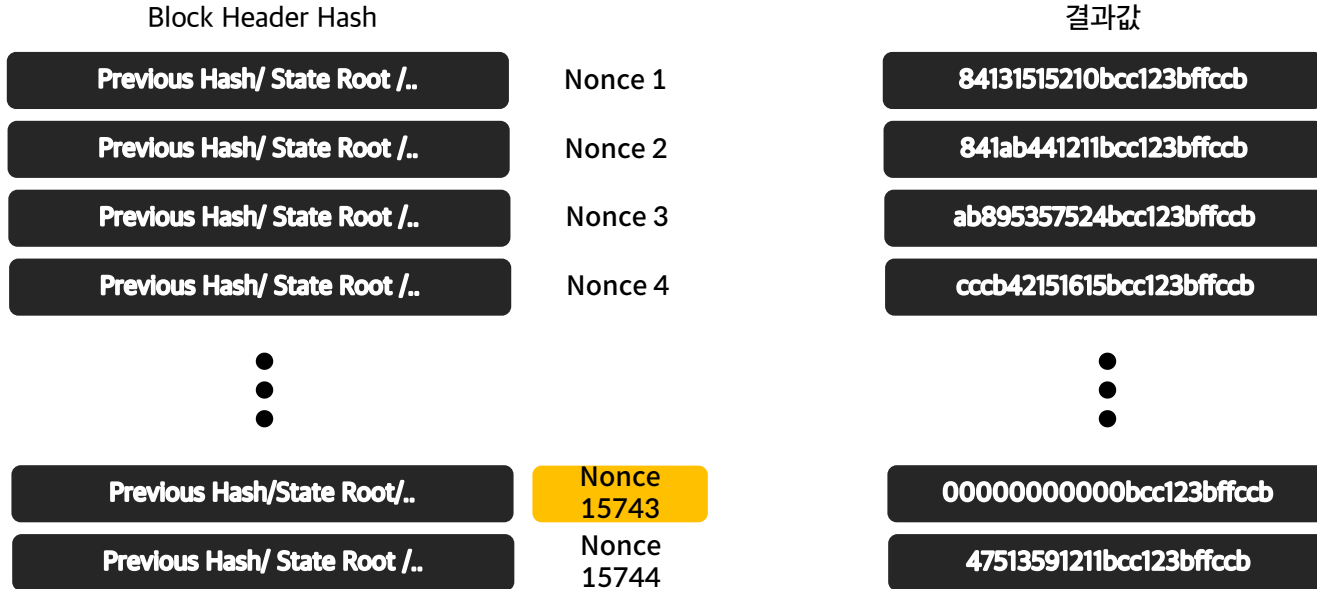 Block Header Hash 결과값
Previous Hash/ State Root /.. Nonce 1 84131515210bcc123bffccb
Previous Hash/ State Root /.. Nonce 2 841ab441211bcc123bffccb
Previous Hash/ State Root /.. Nonce 3 ab895357524bcc123bffccb
Previous Hash/ State Root /.. Nonce 4 cccb42151615bcc123bffccb
Previous Hash/State Root/.. Nonce 15743 00000000000bcc123bffccb
Previous Hash/ State Root /.. Nonce 15744 47513591211bcc123bffccb